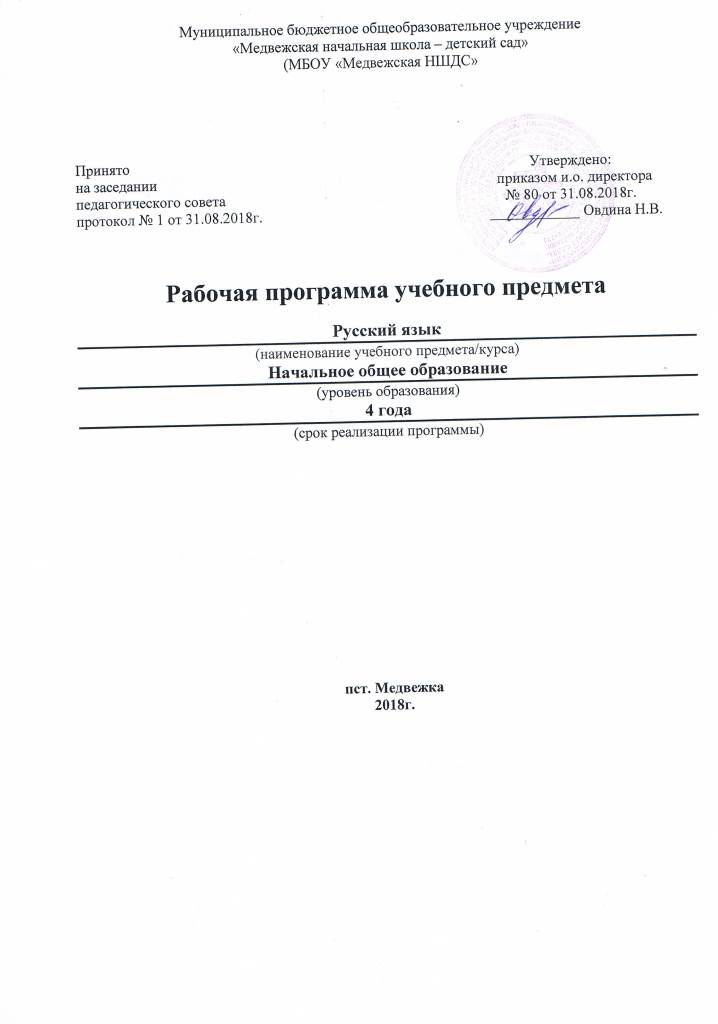 Муниципальное бюджетное общеобразовательное учреждение
«Медвежская начальная школа – детский сад»
(МБОУ «Медвежская НШДС»
Принято
на заседании
педагогического совета
протокол № 1 от 31.08.2018г.
Утверждено:
приказом и.о. директора
№ 80 от 31.08.2018г.
____________ Овдина Н.В.
Рабочая программа учебного предмета
Русский язык
(наименование учебного предмета/курса)
Начальное общее образование
(уровень образования)
4 года
(срок реализации программы)
пст. Медвежка
2018г.